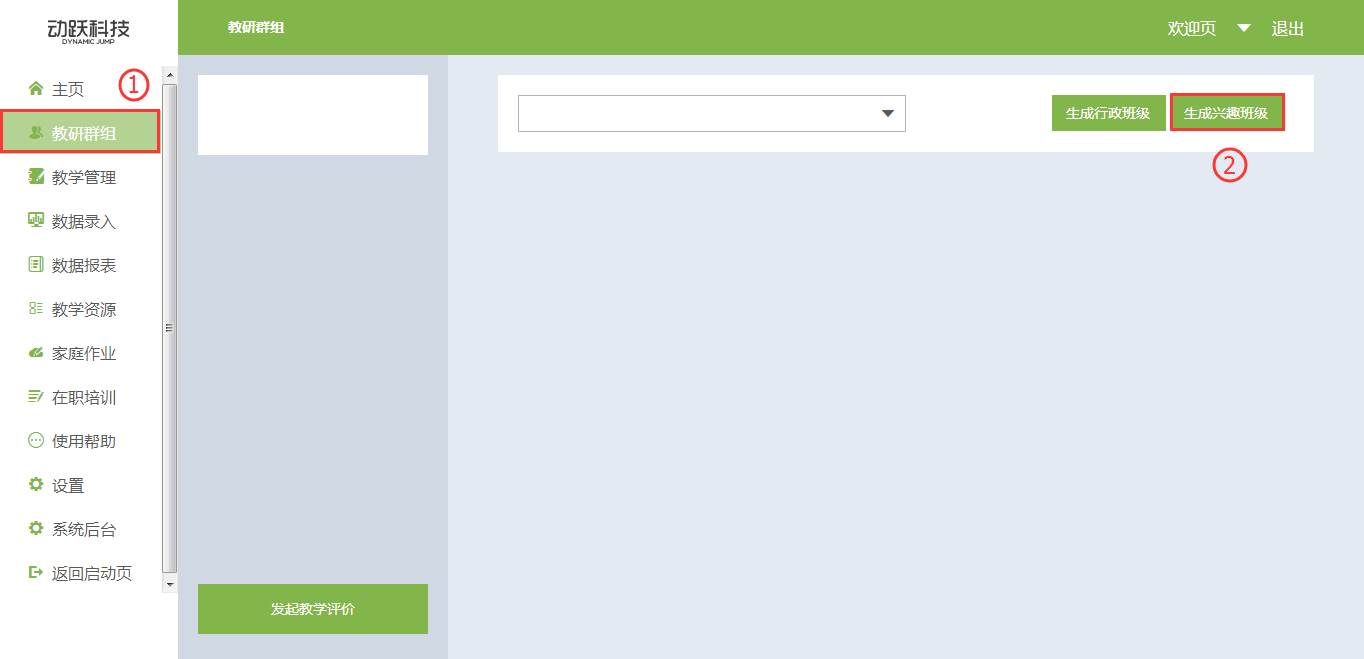 动跃科技
DYNAMIC JUMP
教研群组
欢迎页
退出
主页
①
教研群组
教学管理
数据录入
数据报表
教学资源
家庭作业
在职培训
使用帮助
设置
系统后台
返回启动页
生成行政班级
生成兴趣班级
②
发起教学评价